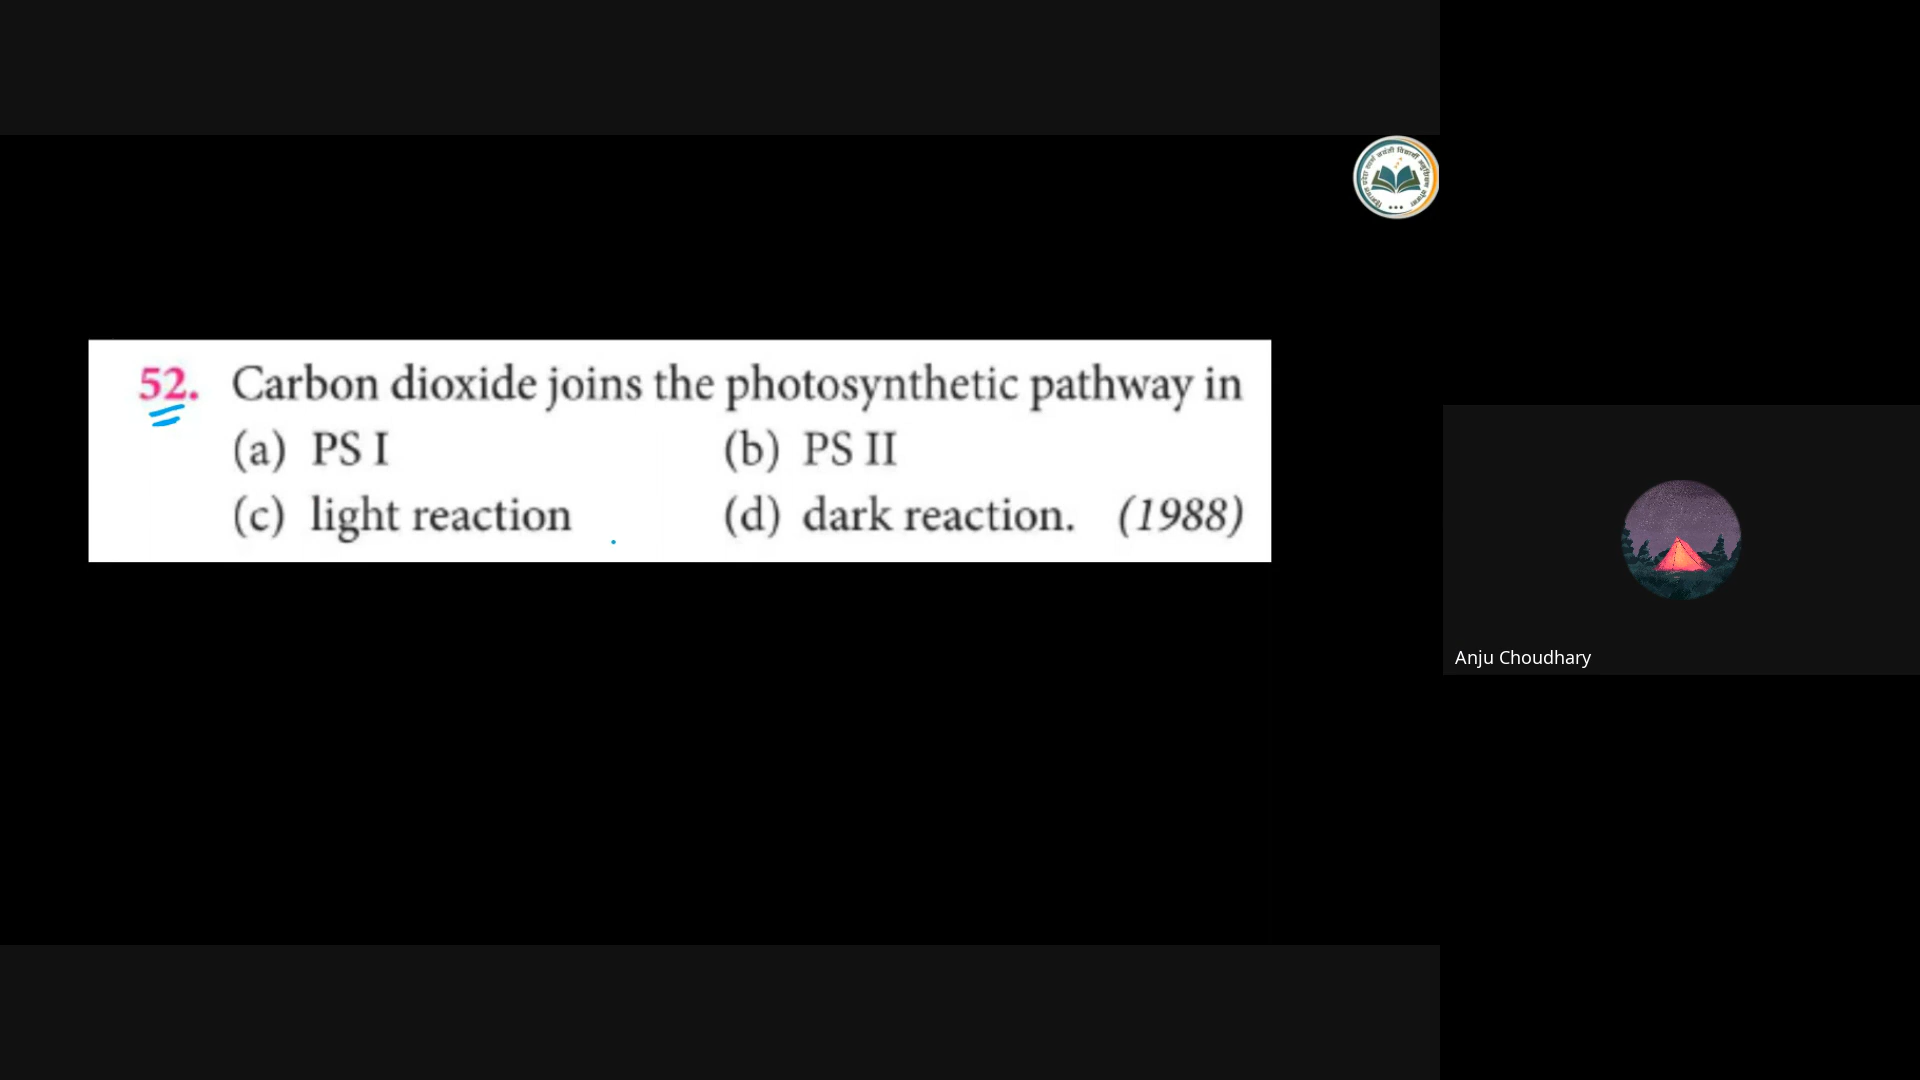 52. Carbon dioxide joins the photosynthetic pathway in
(a) PS I (b) PS II
(c) light reaction (d) dark reaction. (1988)
Anju Choudhary